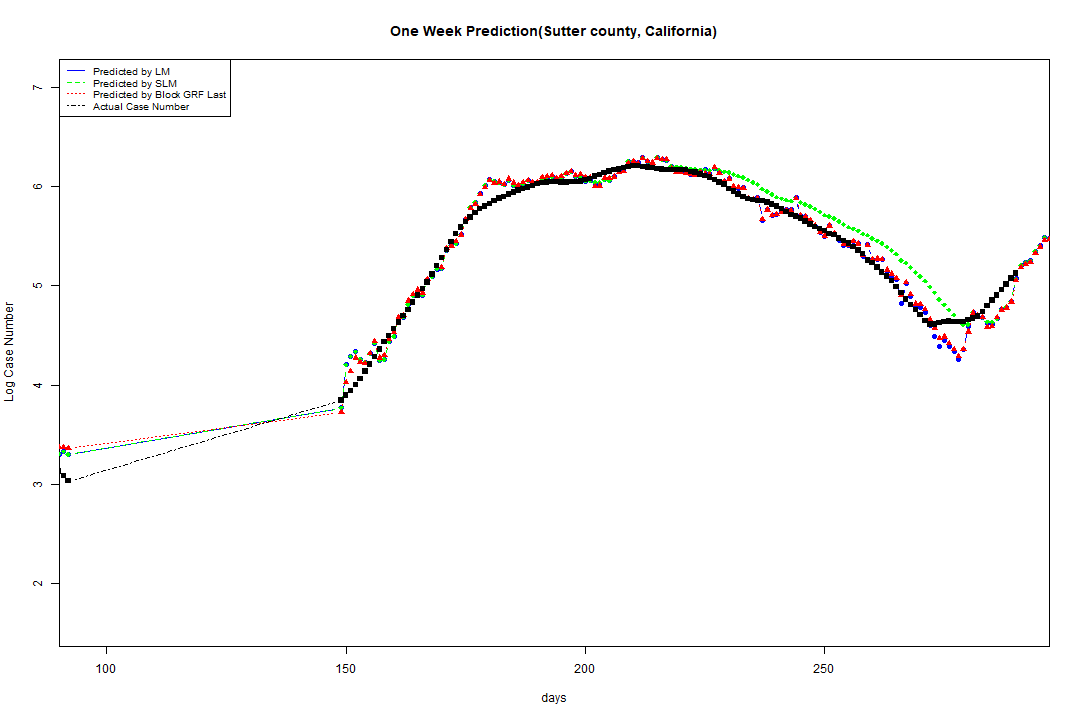 One Week Prediction(Sutter county, California)
Predicted by LM
Predicted by SLM
Predicted by Block GRF Last
Actual Case Number
7
6
5
4
3
2
Log Case Number
100 150 200 250
days